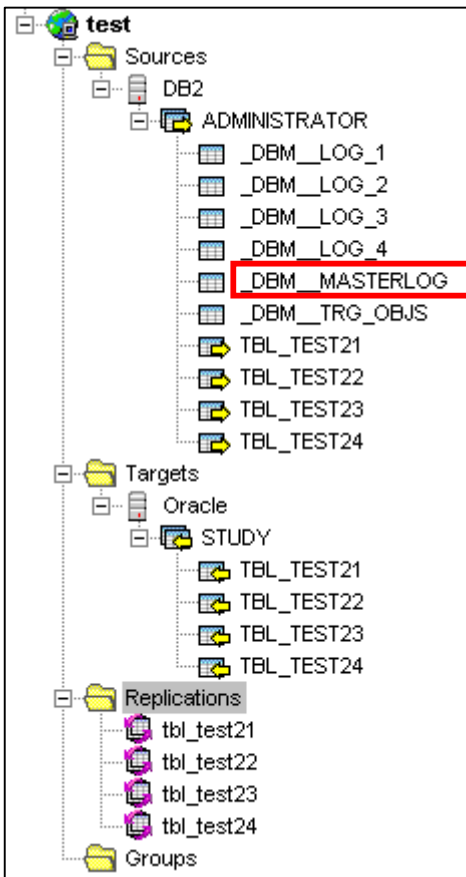 test
Sources
DB2
ADMINISTRATOR
_DBM__LOG_1
_DBM__LOG_2
_DBM__LOG_3
_DBM__LOG_4
_DBM__MASTERLOG
_DBM__TRG_OBJS
TBL_TEST21
TBL_TEST22
TBL_TEST23
TBL_TEST24
Targets
Oracle
STUDY
TBL_TEST21
TBL_TEST22
TBL_TEST23
TBL_TEST24
Replications
tbl_test21
tbl_test22
tbl_test23
tbl_test24
Groups